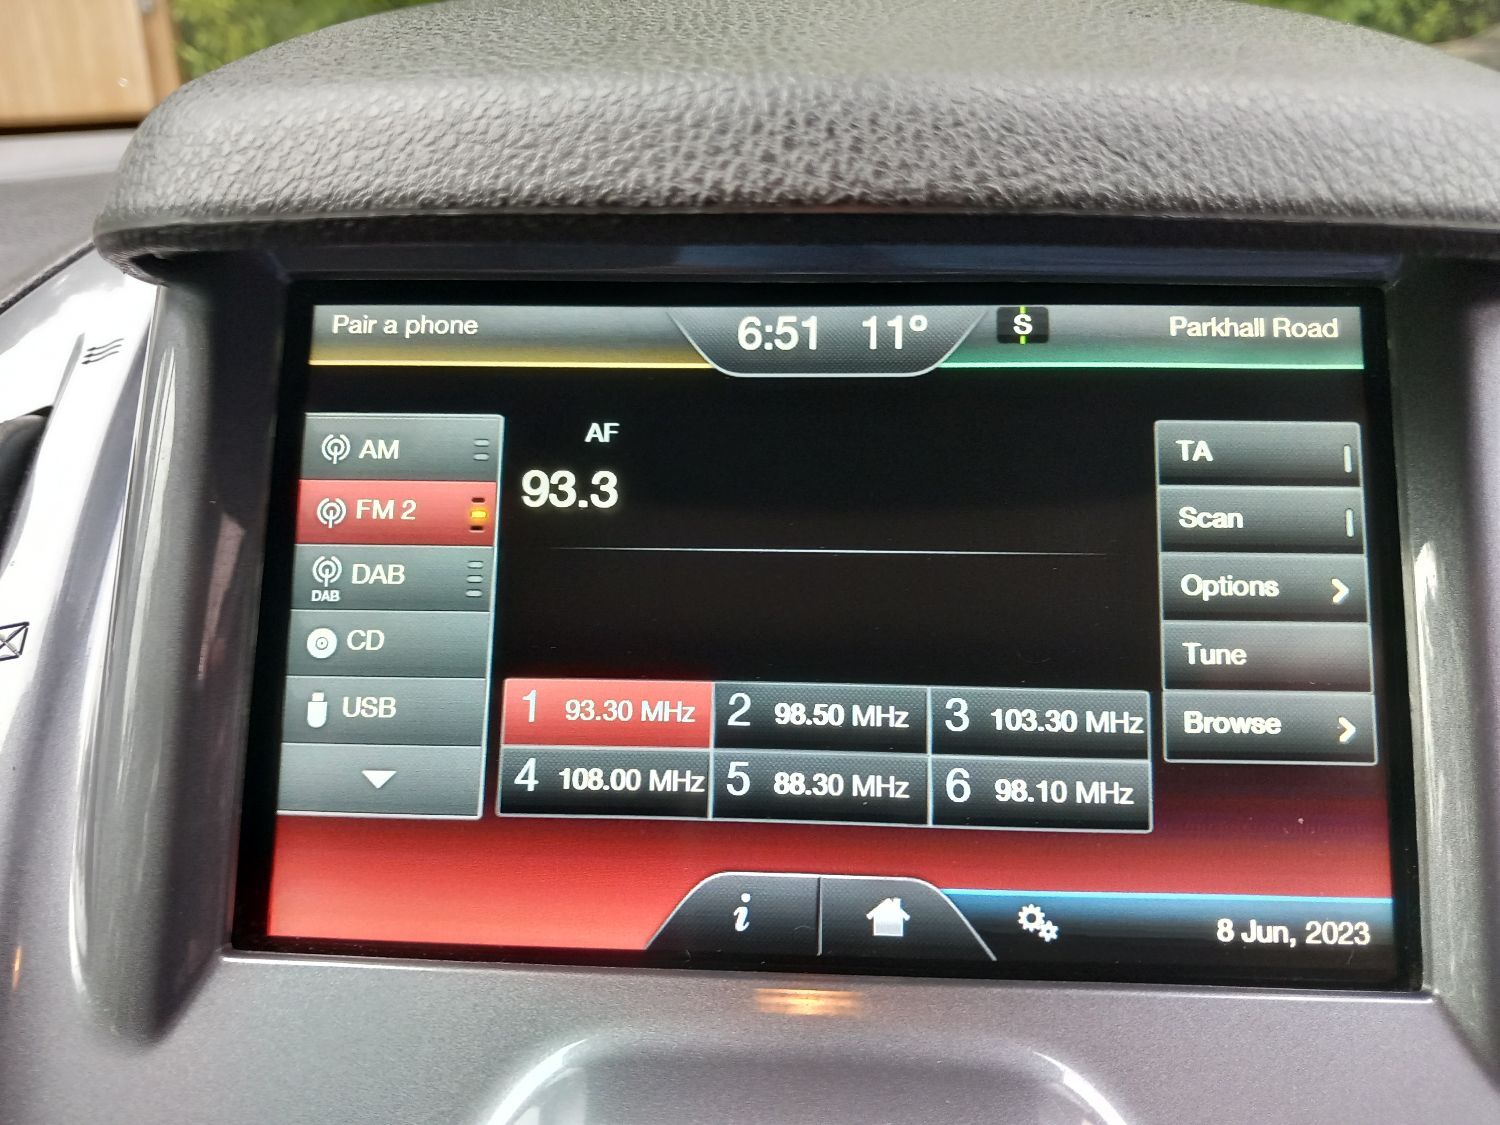 Pair a phone
6:51 11°
S
Parkhall Road
AM
FM 2
DAB
DAB
CD
USB
AF
93.3
TA
Scan
Options
Tune
Browse
1 93.30 MHz
2 98.50 MHz
3 103.30 MHz
4 108.00 MHz
5 88.30 MHz
6 98.10 MHz
i
8 Jun, 2023